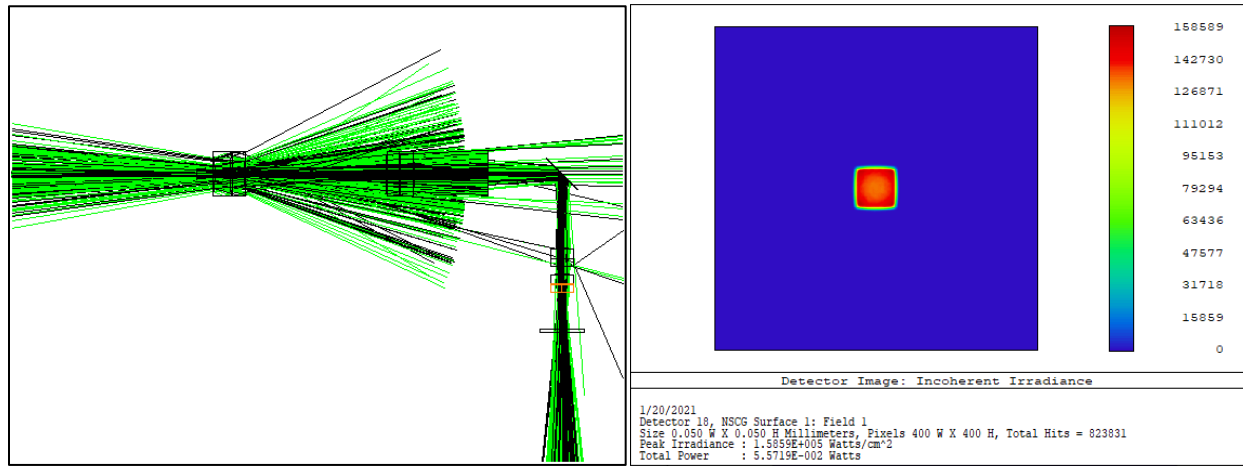 158589
142730
126871
111012
95153
79294
63436
47577
31718
15859
0
Detector Image: Incoherent Irradiance
1/20/2021
Detector 18, NSCG Surface 1: Field 1
Size 0.050 W X 0.050 H Millimeters, Pixels 400 W X 400 H, Total Hits = 823831
Peak Irradiance : 1.5859E+005 Watts/cm^2
Total Power     : 5.5719E-002 Watts